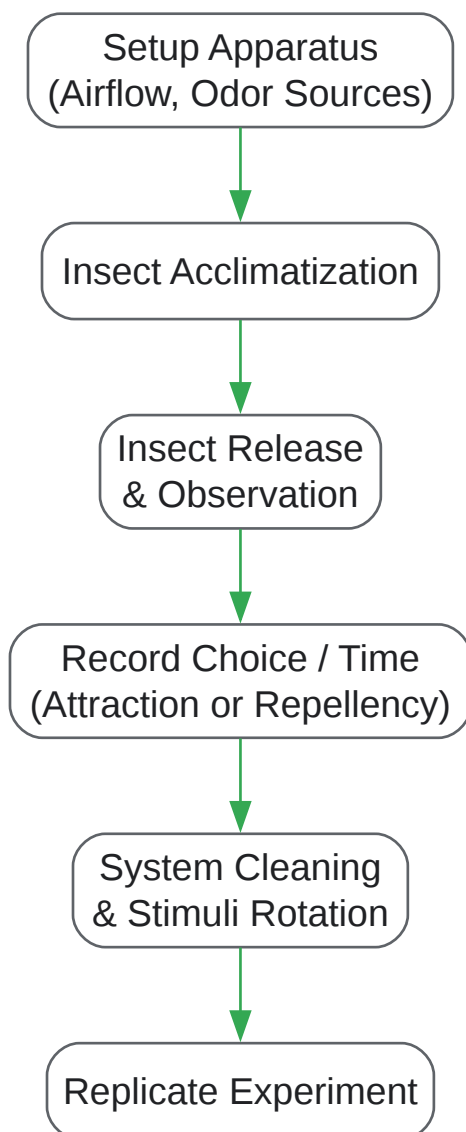 Setup Apparatus
(Airflow, Odor Sources)
Insect Acclimatization
Insect Release
& Observation
Record Choice / Time
(Attraction or Repellency)
System Cleaning
& Stimuli Rotation
Replicate Experiment